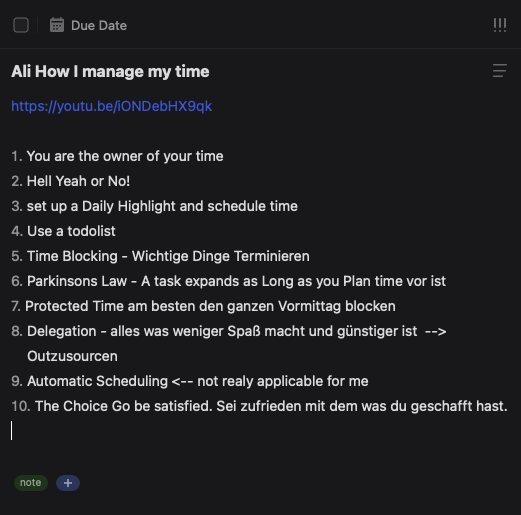 Due Date
!!!
Ali How I manage my time
https://youtu.be/iONDebHX9qk
1. You are the owner of your time
2. Hell Yeah or No!
3. set up a Daily Highlight and schedule time
4. Use a todolist
5. Time Blocking - Wichtige Dinge Terminieren
6. Parkinsons Law - A task expands as Long as you Plan time vor ist
7. Protected Time am besten den ganzen Vormittag blocken
8. Delegation - alles was weniger Spaß macht und günstiger ist -->
Outzusourcen
9. Automatic Scheduling <-- not realy applicable for me
10. The Choice Go be satisfied. Sei zufrieden mit dem was du geschafft hast.
note +